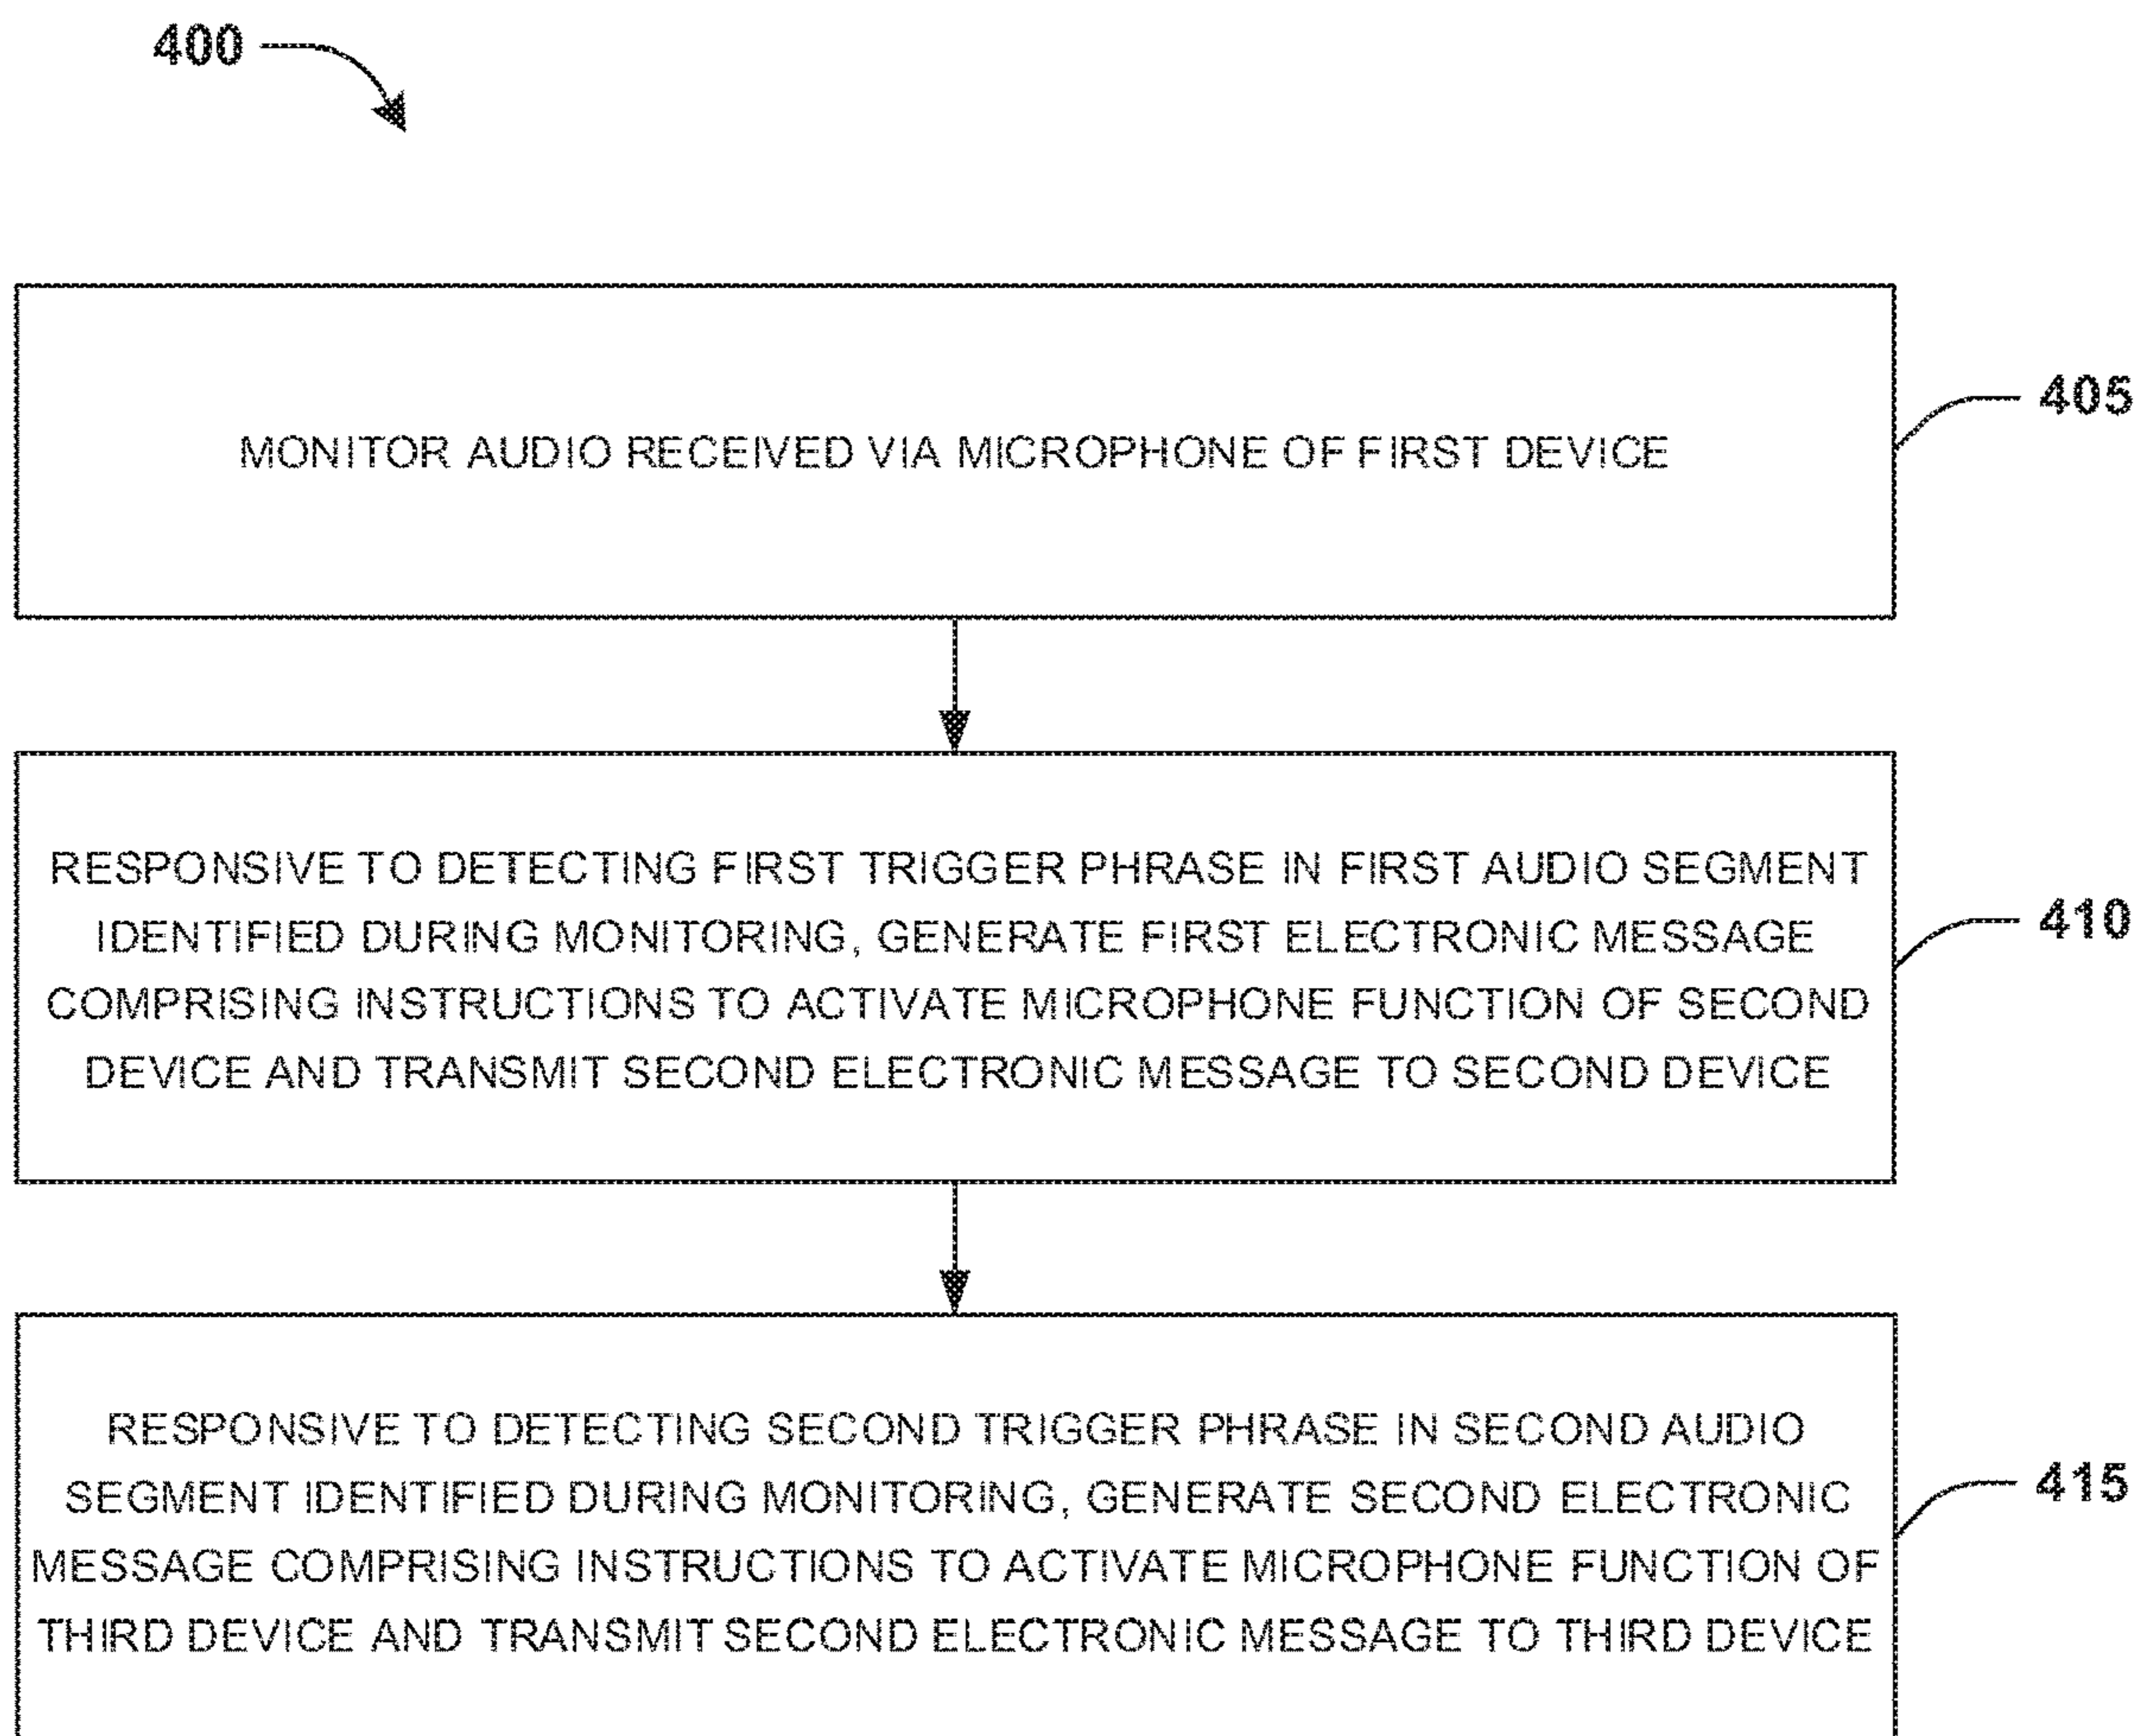 400
MONITOR AUDIO RECEIVED VIA MICROPHONE OF FIRST DEVICE
405
RESPONSIVE TO DETECTING FIRST TRIGGER PHRASE IN FIRST AUDIO SEGMENT
IDENTIFIED DURING MONITORING, GENERATE FIRST ELECTRONIC MESSAGE
COMPRISING INSTRUCTIONS TO ACTIVATE MICROPHONE FUNCTION OF SECOND
DEVICE AND TRANSMIT SECOND ELECTRONIC MESSAGE TO SECOND DEVICE
410
RESPONSIVE TO DETECTING SECOND TRIGGER PHRASE IN SECOND AUDIO
SEGMENT IDENTIFIED DURING MONITORING, GENERATE SECOND ELECTRONIC
MESSAGE COMPRISING INSTRUCTIONS TO ACTIVATE MICROPHONE FUNCTION OF
THIRD DEVICE AND TRANSMIT SECOND ELECTRONIC MESSAGE TO THIRD DEVICE
415